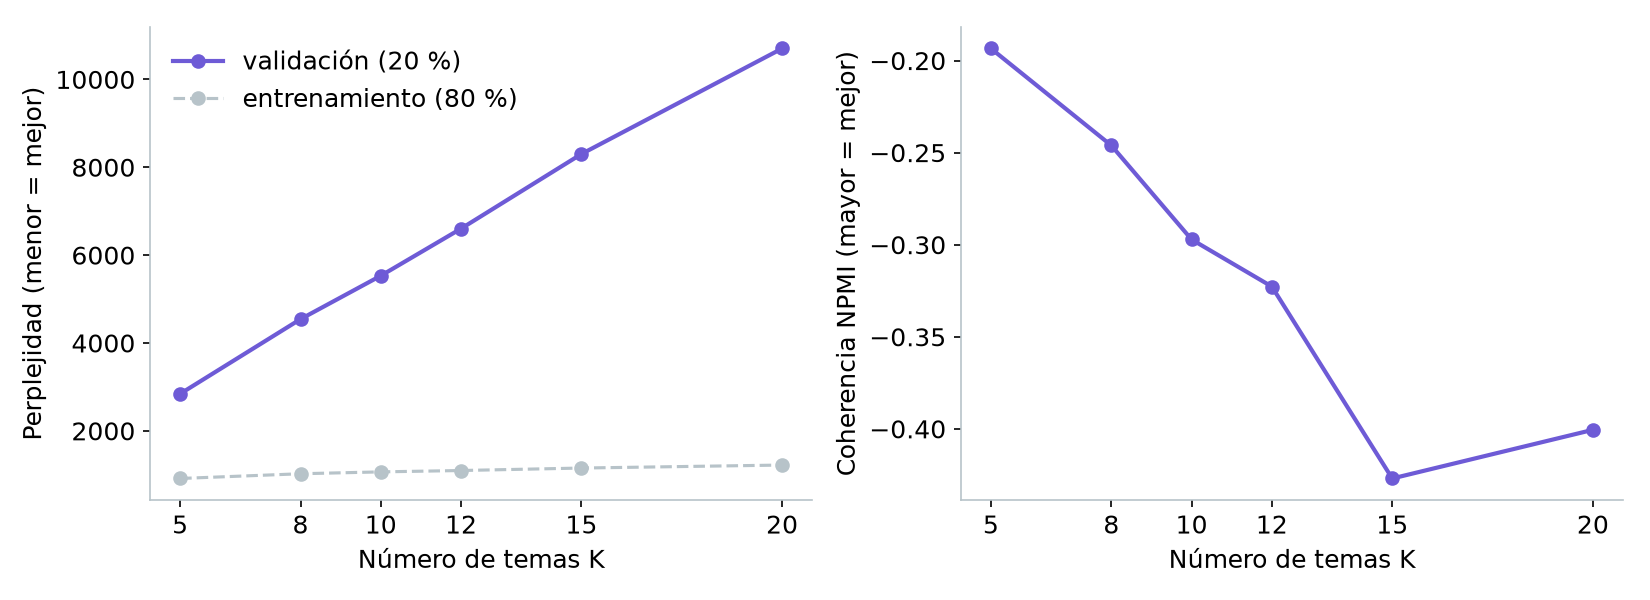 Perplejidad (menor = mejor)
10000
8000
6000
4000
2000
validación (20 %)
entrenamiento (80 %)
5 8 10 12 15 20
Número de temas K
Coherencia NPMI (mayor = mejor)
−0.20
−0.25
−0.30
−0.35
−0.40
5 8 10 12 15 20
Número de temas K